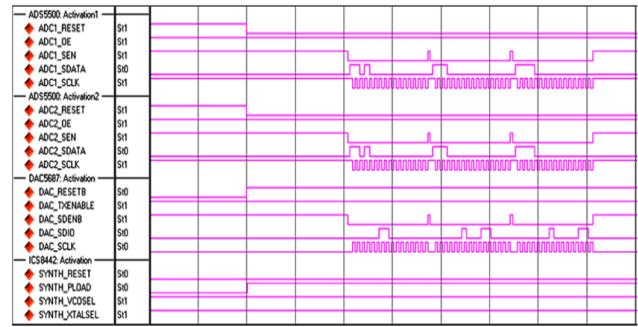 ADS5500: Activation1
ADC1_RESET St1
ADC1_OE St1
ADC1_SEN St1
ADC1_SDATA St0
ADC1_SCLK St1
ADS5500: Activation2
ADC2_RESET St1
ADC2_OE St1
ADC2_SEN St1
ADC2_SDATA St0
ADC2_SCLK St1
DAC5687: Activation
DAC_RESETB St0
DAC_TXENABLE St1
DAC_SDENB St1
DAC_SDIO St0
DAC_SCLK St0
ICS8442: Activation
SYNTH_RESET St0
SYNTH_PLOAD St0
SYNTH_VCOSEL St1
SYNTH_XTALSEL St1